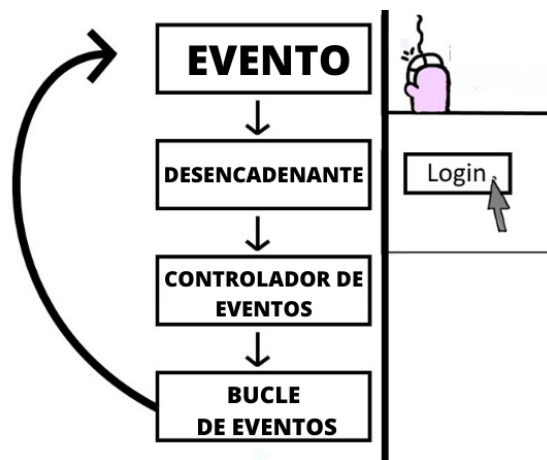 EVENTO
DESENCADENANTE
Login
CONTROLADOR DE
EVENTOS
BUCLE
DE EVENTOS